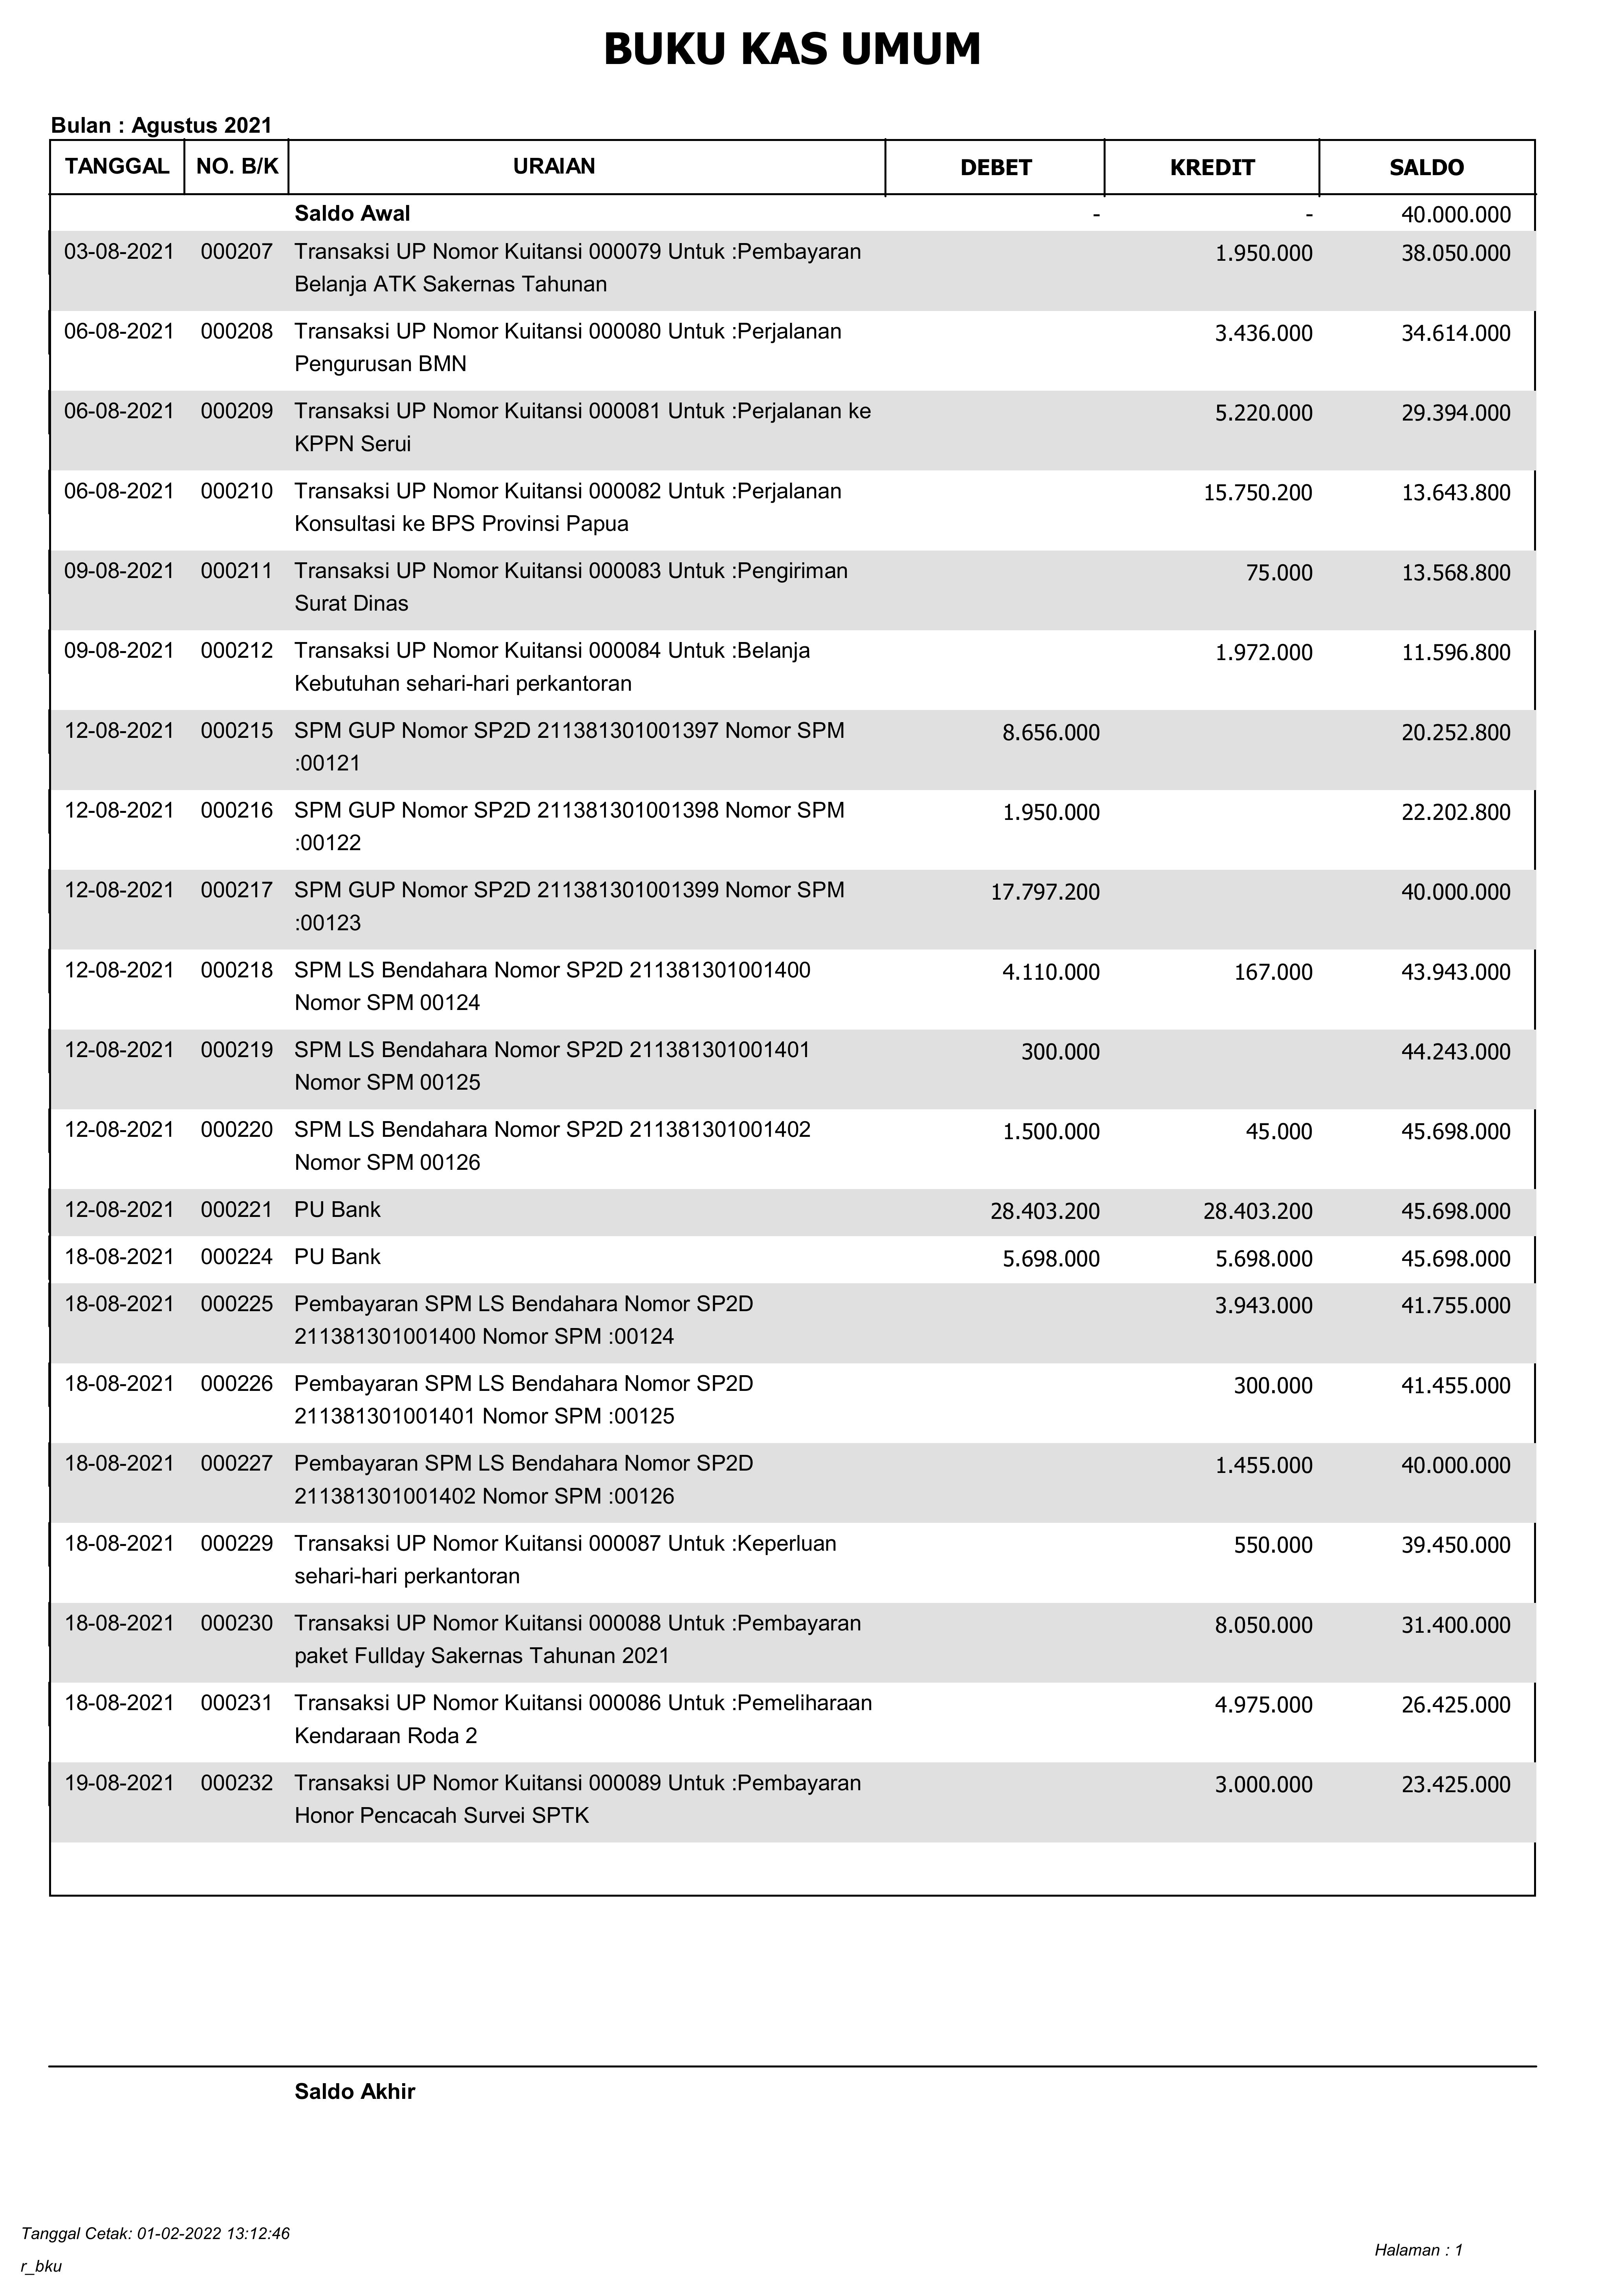 BUKU KAS UMUM
Bulan : Agustus 2021
TANGGAL NO. B/K URAIAN DEBET KREDIT SALDO
Saldo Awal - - 40.000.000
03-08-2021 000207 Transaksi UP Nomor Kuitansi 000079 Untuk :Pembayaran 1.950.000 38.050.000
Belanja ATK Sakernas Tahunan
06-08-2021 000208 Transaksi UP Nomor Kuitansi 000080 Untuk :Perjalanan 3.436.000 34.614.000
Pengurusan BMN
06-08-2021 000209 Transaksi UP Nomor Kuitansi 000081 Untuk :Perjalanan ke 5.220.000 29.394.000
KPPN Serui
06-08-2021 000210 Transaksi UP Nomor Kuitansi 000082 Untuk :Perjalanan 15.750.200 13.643.800
Konsultasi ke BPS Provinsi Papua
09-08-2021 000211 Transaksi UP Nomor Kuitansi 000083 Untuk :Pengiriman 75.000 13.568.800
Surat Dinas
09-08-2021 000212 Transaksi UP Nomor Kuitansi 000084 Untuk :Belanja 1.972.000 11.596.800
Kebutuhan sehari-hari perkantoran
12-08-2021 000215 SPM GUP Nomor SP2D 211381301001397 Nomor SPM 8.656.000 20.252.800
:00121
12-08-2021 000216 SPM GUP Nomor SP2D 211381301001398 Nomor SPM 1.950.000 22.202.800
:00122
12-08-2021 000217 SPM GUP Nomor SP2D 211381301001399 Nomor SPM 17.797.200 40.000.000
:00123
12-08-2021 000218 SPM LS Bendahara Nomor SP2D 211381301001400 4.110.000 167.000 43.943.000
Nomor SPM 00124
12-08-2021 000219 SPM LS Bendahara Nomor SP2D 211381301001401 300.000 44.243.000
Nomor SPM 00125
12-08-2021 000220 SPM LS Bendahara Nomor SP2D 211381301001402 1.500.000 45.000 45.698.000
Nomor SPM 00126
12-08-2021 000221 PU Bank 28.403.200 28.403.200 45.698.000
18-08-2021 000224 PU Bank 5.698.000 5.698.000 45.698.000
18-08-2021 000225 Pembayaran SPM LS Bendahara Nomor SP2D 3.943.000 41.755.000
211381301001400 Nomor SPM :00124
18-08-2021 000226 Pembayaran SPM LS Bendahara Nomor SP2D 300.000 41.455.000
211381301001401 Nomor SPM :00125
18-08-2021 000227 Pembayaran SPM LS Bendahara Nomor SP2D 1.455.000 40.000.000
211381301001402 Nomor SPM :00126
18-08-2021 000229 Transaksi UP Nomor Kuitansi 000087 Untuk :Keperluan 550.000 39.450.000
sehari-hari perkantoran
18-08-2021 000230 Transaksi UP Nomor Kuitansi 000088 Untuk :Pembayaran 8.050.000 31.400.000
paket Fullday Sakernas Tahunan 2021
18-08-2021 000231 Transaksi UP Nomor Kuitansi 000086 Untuk :Pemeliharaan 4.975.000 26.425.000
Kendaraan Roda 2
19-08-2021 000232 Transaksi UP Nomor Kuitansi 000089 Untuk :Pembayaran 3.000.000 23.425.000
Honor Pencacah Survei SPTK
Saldo Akhir
Tanggal Cetak: 01-02-2022 13:12:46
Halaman : 1
r_bku